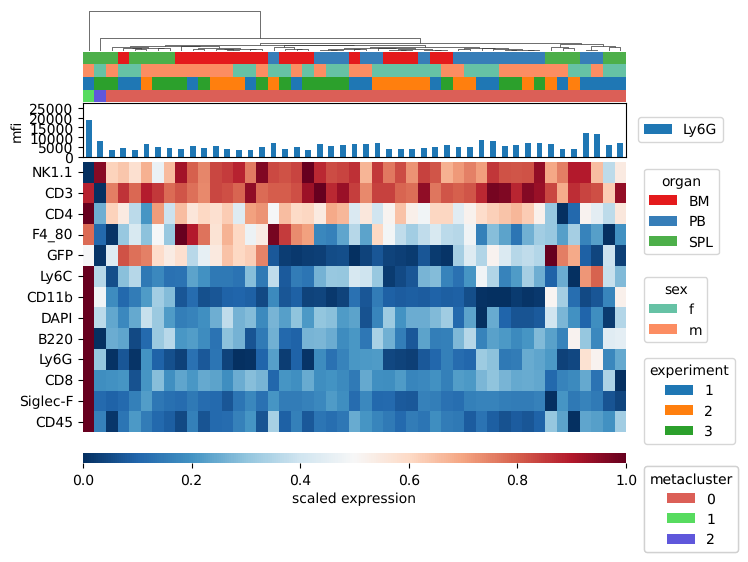 25000
20000
15000
10000
5000
0
mfi
Ly6G
NK1.1
CD3
CD4
F4_80
GFP
Ly6C
CD11b
DAPI
B220
Ly6G
CD8
Siglec-F
CD45
organ
BM
PB
SPL
sex
f
m
experiment
1
2
3
metacluster
0
1
2
0.0 0.2 0.4 0.6 0.8 1.0
scaled expression